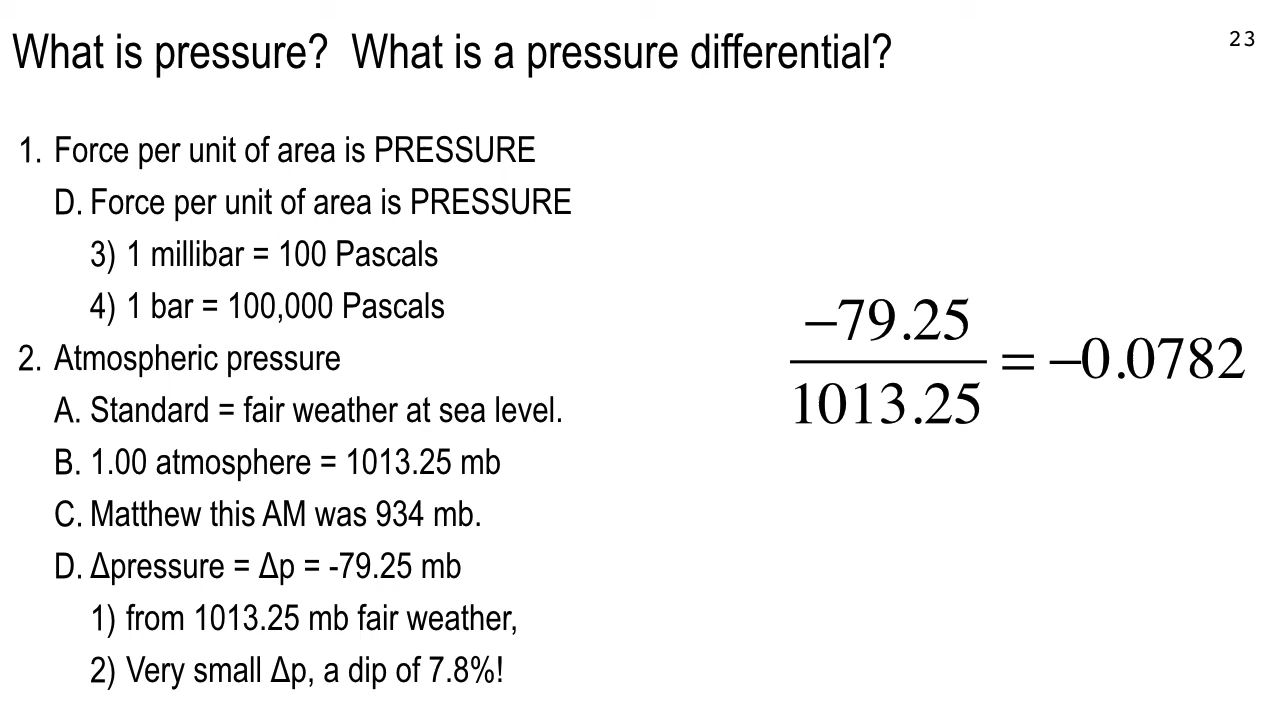 What is pressure?  What is a pressure differential?
23
1. Force per unit of area is PRESSURE
D. Force per unit of area is PRESSURE
3) 1 millibar = 100 Pascals
4) 1 bar = 100,000 Pascals
2. Atmospheric pressure
A. Standard = fair weather at sea level.
B. 1.00 atmosphere = 1013.25 mb
C. Matthew this AM was 934 mb.
D. Δpressure = Δp = -79.25 mb
1) from 1013.25 mb fair weather,
2) Very small Δp, a dip of 7.8%!
–79.25
1013.25
= –0.0782